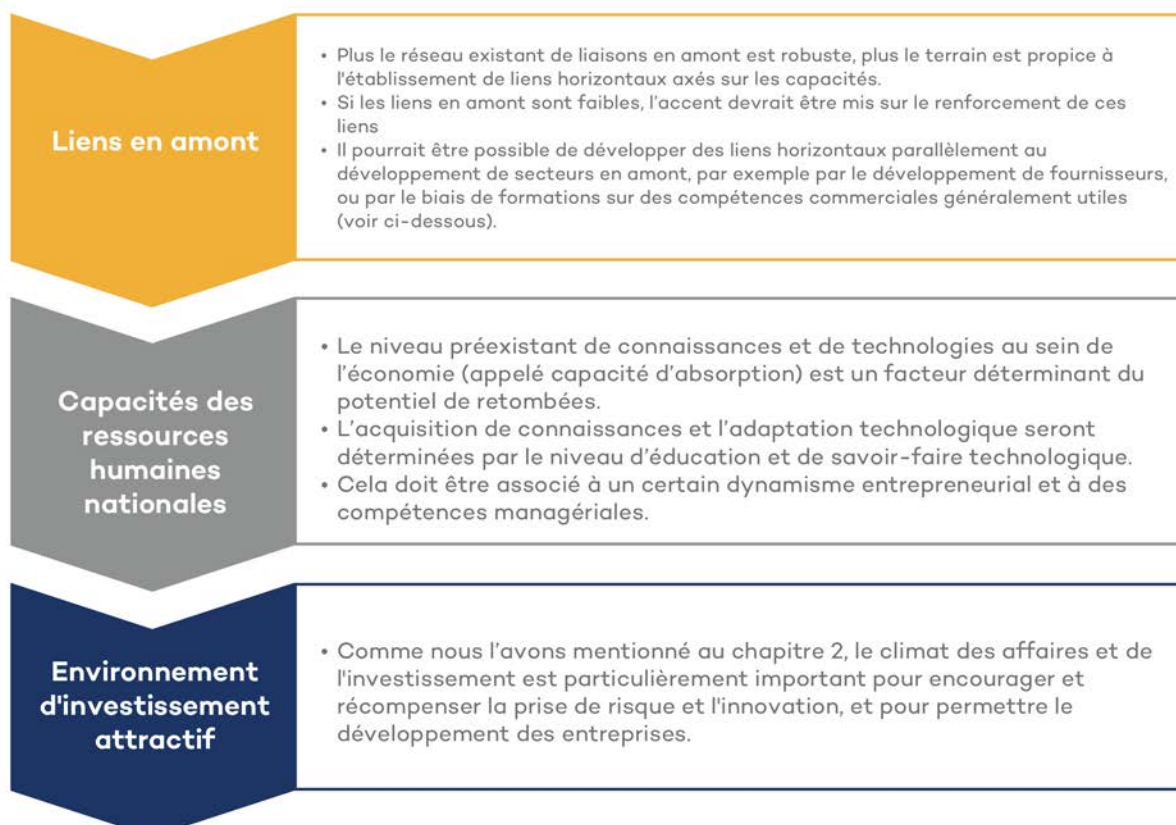 Liens en amont
• Plus le réseau existant de liaisons en amont est robuste, plus le terrain est propice à
l'établissement de liens horizontaux axés sur les capacités.
• Si les liens en amont sont faibles, l’accent devrait être mis sur le renforcement de ces
liens
• Il pourrait être possible de développer des liens horizontaux parallèlement au
développement de secteurs en amont, par exemple par le développement de fournisseurs,
ou par le biais de formations sur des compétences commerciales généralement utiles
(voir ci-dessous).
Capacités des
ressources
humaines
nationales
• Le niveau préexistant de connaissances et de technologies au sein de
l’économie (appelé capacité d’absorption) est un facteur déterminant du
potentiel de retombées.
• L’acquisition de connaissances et l’adaptation technologique seront
déterminées par le niveau d’éducation et de savoir-faire technologique.
• Cela doit être associé à un certain dynamisme entrepreneurial et à des
compétences managériales.
Environnement
d'investissement
attractif
• Comme nous l’avons mentionné au chapitre 2, le climat des affaires et de
l'investissement est particulièrement important pour encourager et
récompenser la prise de risque et l'innovation, et pour permettre le
développement des entreprises.